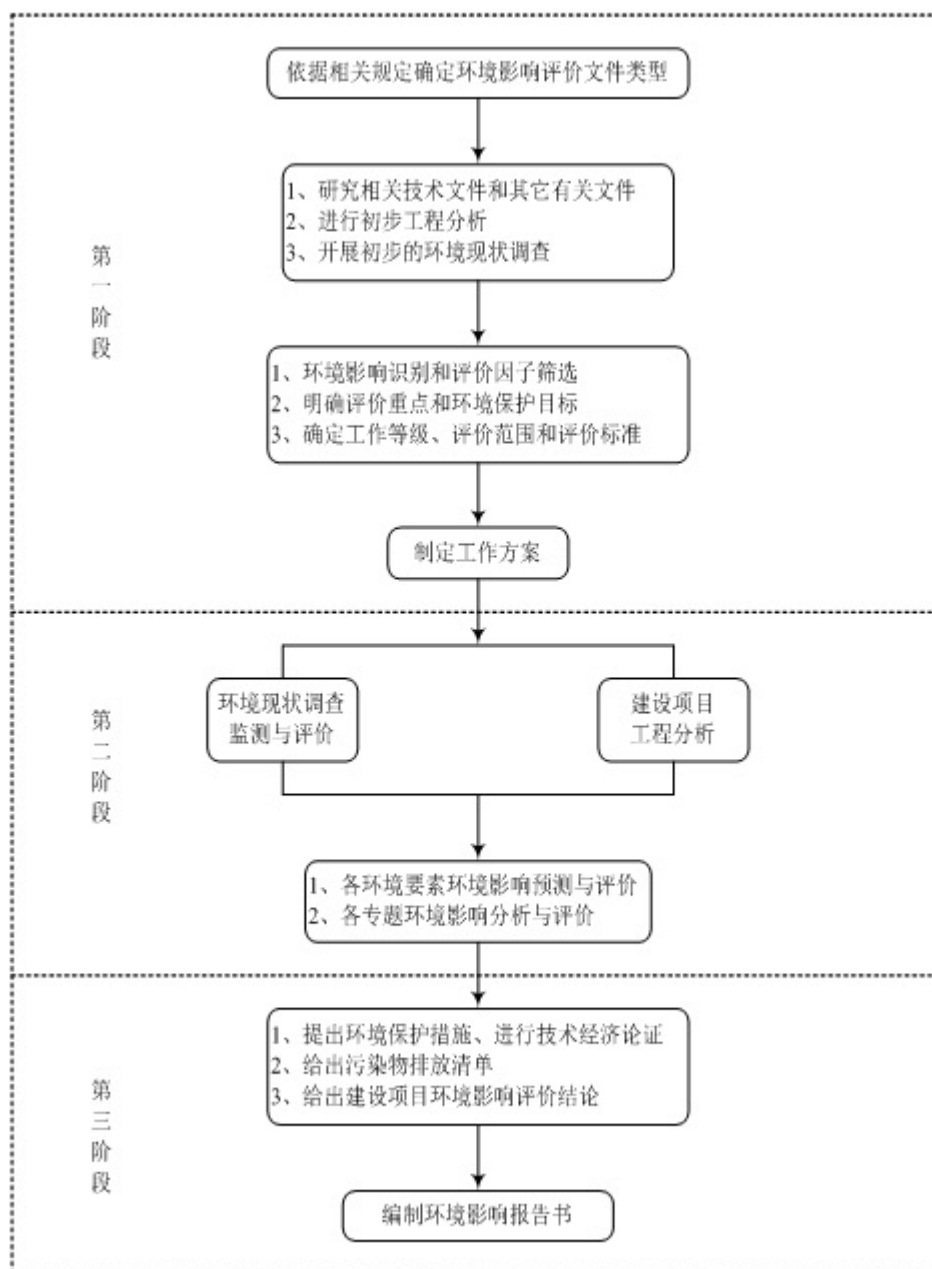 依据相关规定确定环境影响评价文件类型
1、研究相关技术文件和其它有关文件
2、进行初步工程分析
3、开展初步的环境现状调查
第一阶段
1、环境影响识别和评价因子筛选
2、明确评价重点和环境保护目标
3、确定工作等级、评价范围和评价标准
制定工作方案
第二阶段
环境现状调查
监测与评价
建设项目
工程分析
1、各环境要素环境影响预测与评价
2、各专题环境影响分析与评价
第三阶段
1、提出环境保护措施、进行技术经济论证
2、给出污染物排放清单
3、给出建设项目环境影响评价结论
编制环境影响报告书